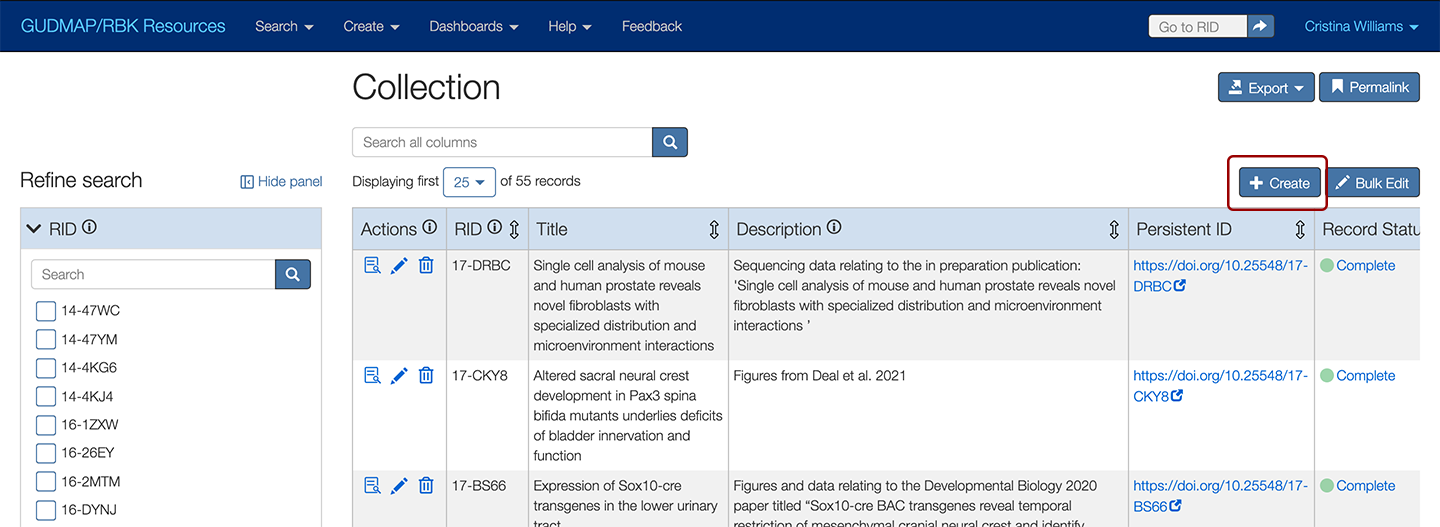 GUDMAP/RBK Resources Search Create Dashboards Help Feedback Go to RID Cristina Williams
Collection
Export Permalink
Search all columns
Refine search Hide panel
Displaying first 25 of 55 records
Create Bulk Edit
RID
Search
14-47WC
14-47YM
14-4KG6
14-4KJ4
16-1ZXW
16-26EY
16-2MTM
16-DYNJ
Actions RID Title Description Persistent ID Record Statu
17-DRBC
Single cell analysis of mouse
and human prostate reveals
novel fibroblasts with
specialized distribution and
microenvironment interactions
Sequencing data relating to the in preparation publication:
'Single cell analysis of mouse and human prostate reveals novel
fibroblasts with specialized distribution and microenvironment
interactions '
https://doi.org/10.25548/17-
DRBC
Complete
17-CKY8
Altered sacral neural crest
development in Pax3 spina
bifida mutants underlies deficits
of bladder innervation and
function
Figures from Deal et al. 2021
https://doi.org/10.25548/17-
CKY8
Complete
17-BS66
Expression of Sox10-cre
transgenes in the lower urinary
tract
Figures and data relating to the Developmental Biology 2020
paper titled “Sox10-cre BAC transgenes reveal temporal
restriction of mesenchymal cranial neural crest and identify
https://doi.org/10.25548/17-
BS66
Complete